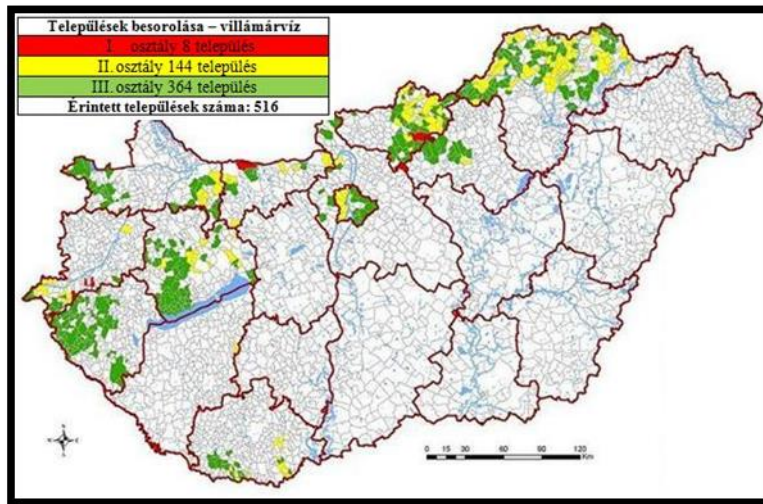 Települések besorolása – villámárvíz
I. osztály 8 település
II. osztály 144 település
III. osztály 364 település
Érintett települések száma: 516
0 15 30 60 90 120
Km